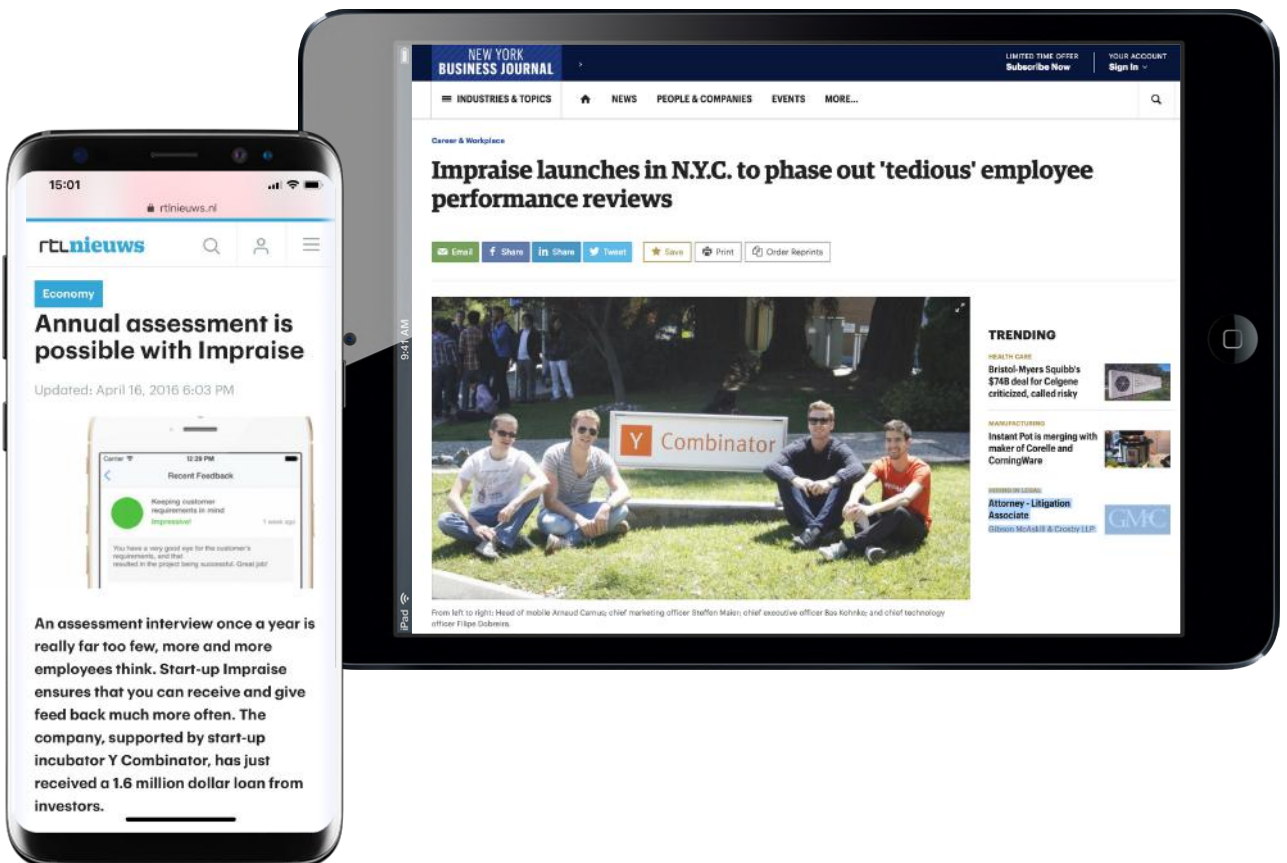 15:01
rtlnieuws.nl
rtlnieuws
Economy
Annual assessment is
possible with Impraise
Updated: April 16, 2016 6:03 PM
Carrier 12:29 PM
Recent Feedback
Keeping customer
requirements in mind
Impressive!
1 week ago
You have a very good eye for the customer's
requirements, and that
resulted in the project being successful. Great job!
An assessment interview once a year is
really far too few, more and more
employees think. Start-up Impraise
ensures that you can receive and give
feed back much more often. The
company, supported by start-up
incubator Y Combinator, has just
received a 1.6 million dollar loan from
investors.
iPad
9:41 AM
NEW YORK
BUSINESS JOURNAL
LIMITED TIME OFFER
Subscribe Now
YOUR ACCOUNT
Sign In
INDUSTRIES & TOPICS NEWS PEOPLE & COMPANIES EVENTS MORE...
Career & Workplace
Impraise launches in N.Y.C. to phase out 'tedious' employee
performance reviews
Email Share in Share Tweet Save Print Order Reprints
Y Combinator
From left to right: Head of mobile Arnaud Camus; chief marketing officer Steffen Maier; chief executive officer Bas Kohnke; and chief technology
officer Filipe Dobreira.
TRENDING
HEALTH CARE
Bristol-Myers Squibb's
$74B deal for Celgene
criticized, called risky
MANUFACTURING
Instant Pot is merging with
maker of Corelle and
CorningWare
HIRING IN LEGAL
Attorney - Litigation
Associate
Gibson McAskill & Crosby LLP
GMC